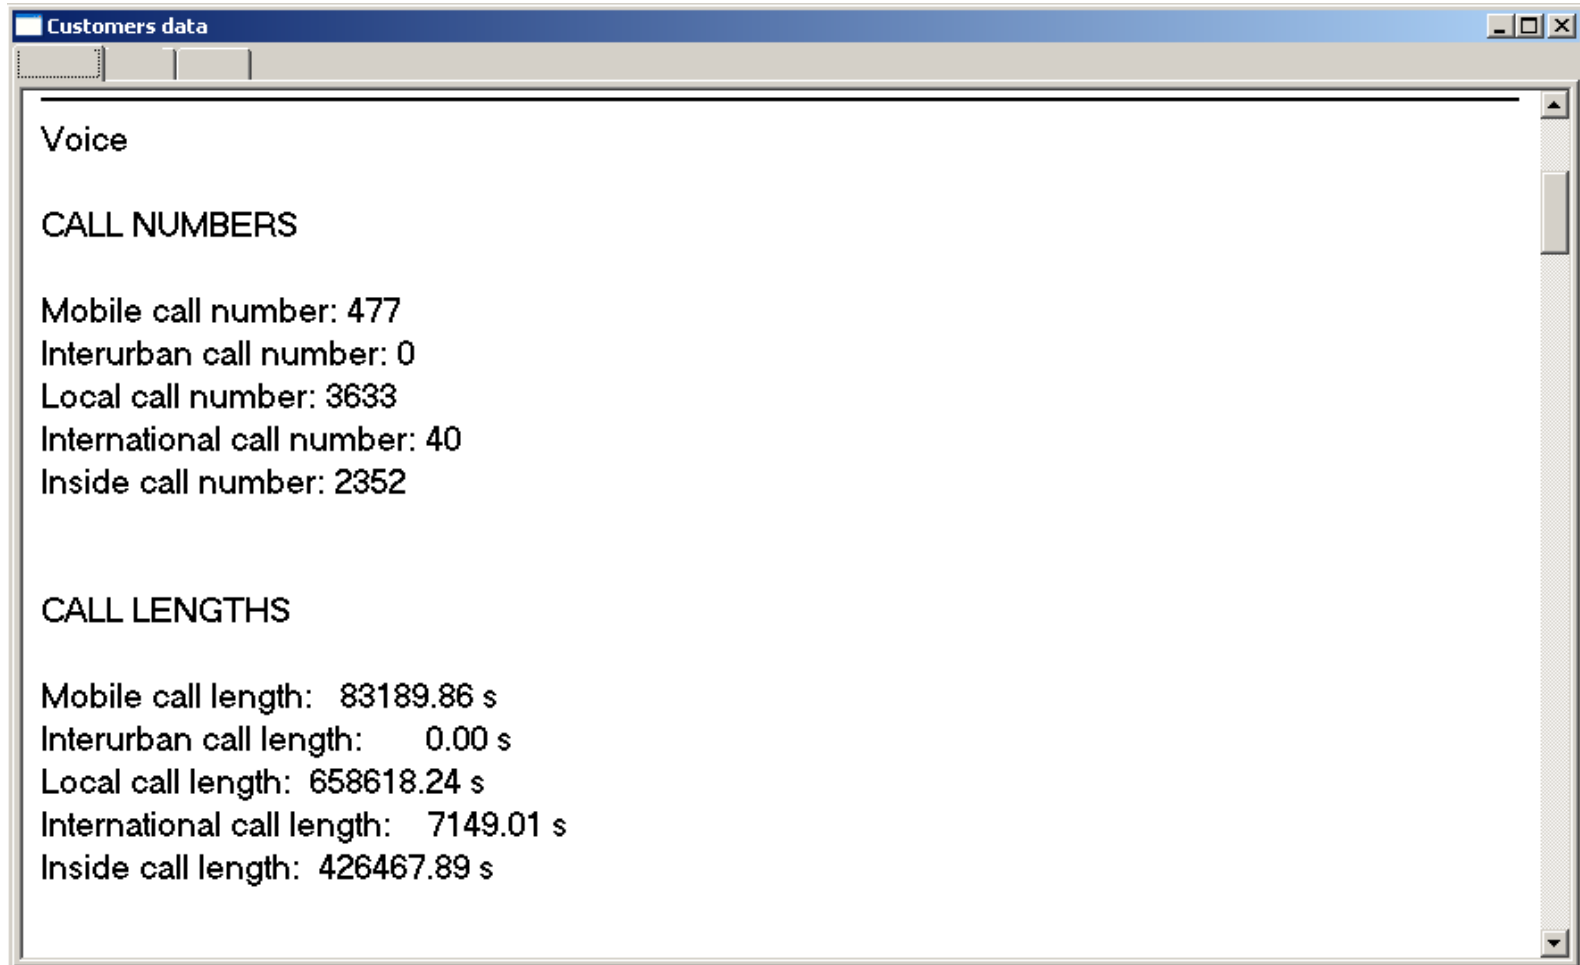 Customers data
Voice
CALL NUMBERS
Mobile call number: 477
Interurban call number: 0
Local call number: 3633
International call number: 40
Inside call number: 2352
CALL LENGTHS
Mobile call length: 83189.86 s
Interurban call length: 0.00 s
Local call length: 658618.24 s
International call length: 7149.01 s
Inside call length: 426467.89 s